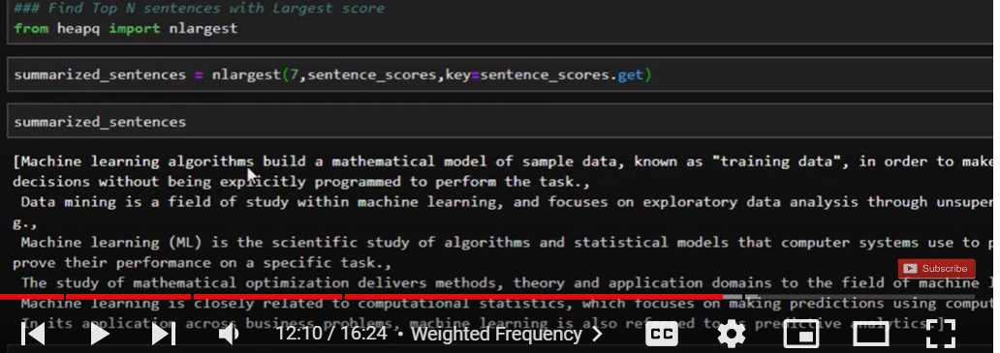 ### Find Top N sentences with Largest score
from heapq import nlargest
summarized_sentences = nlargest(7,sentence_scores,key=sentence_scores.get)
summarized_sentences
[Machine learning algorithms build a mathematical model of sample data, known as "training data", in order to make
decisions without being explicitly programmed to perform the task.,
Data mining is a field of study within machine learning, and focuses on exploratory data analysis through unsuper
g.,
Machine learning (ML) is the scientific study of algorithms and statistical models that computer systems use to p
prove their performance on a specific task.,
Subscribe
The study of mathematical optimization delivers methods, theory and application domains to the field of machine l
Machine learning is closely related to computational statistics, which focuses on making predictions using comput
In its application across business problems, machine learning is also referred to as predictive analytics.]
12:10 / 16:24 • Weighted Frequency
CC